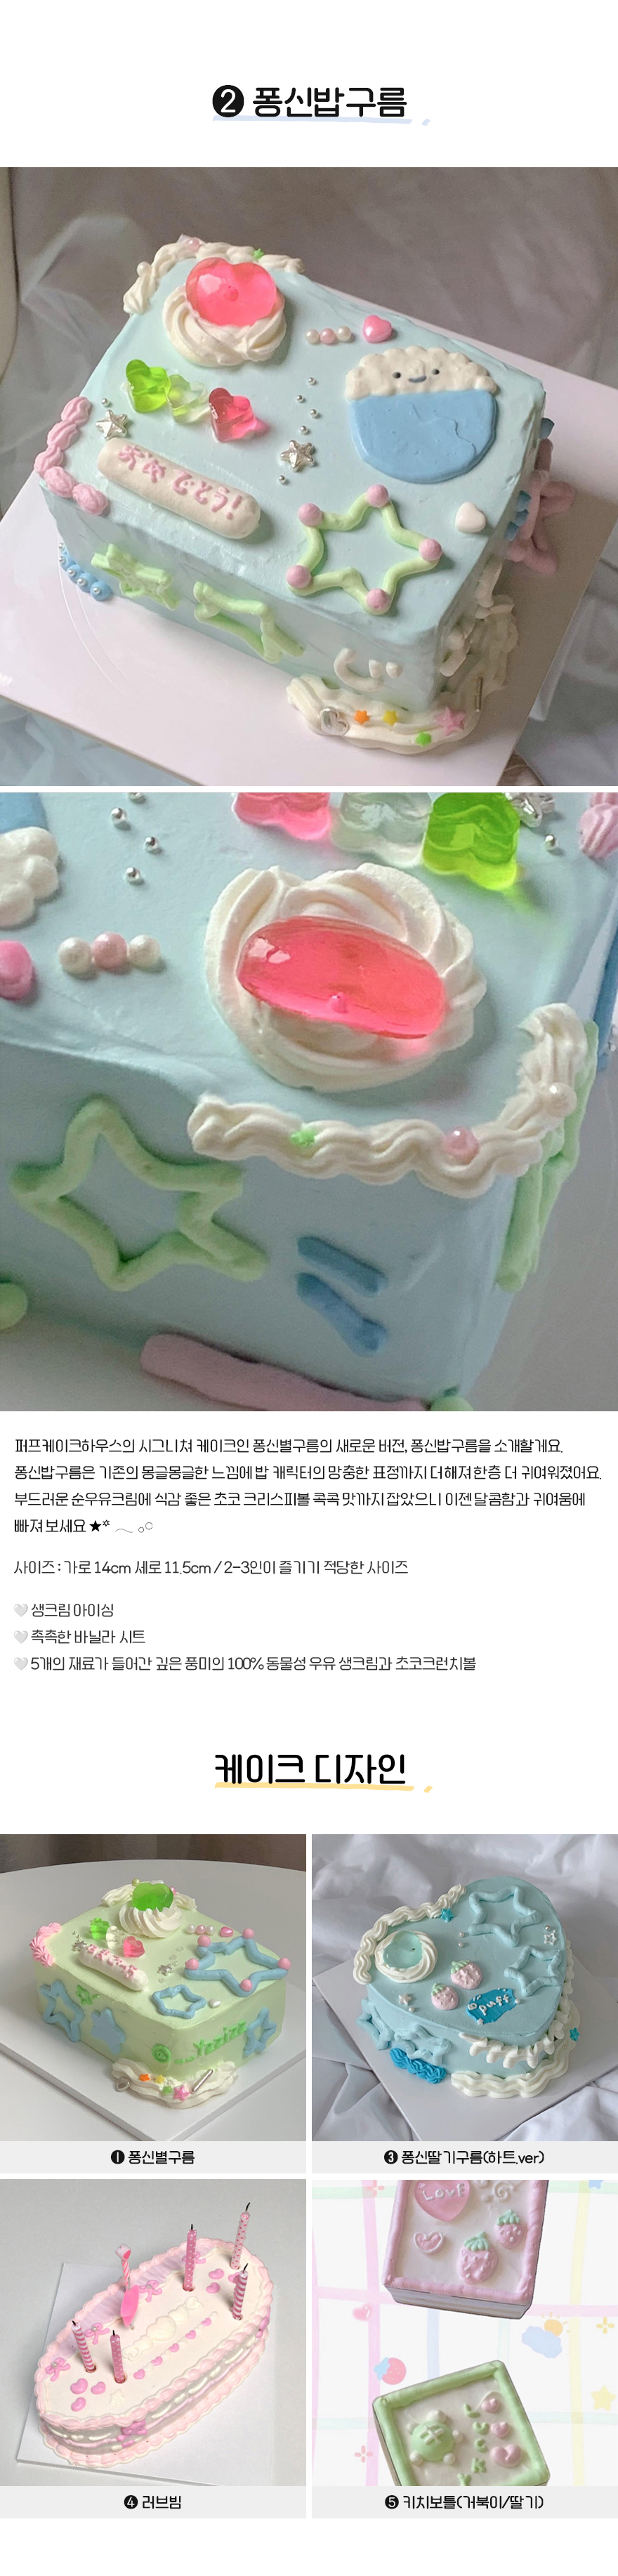 ② 퐁신밥구름
おめでとう!
퍼프케이크하우스의 시그니쳐 케이크인 퐁신별구름의 새로운 버전, 퐁신밥구름을 소개할게요.
퐁신밥구름은 기존의 몽글몽글한 느낌에 밥 캐릭터의 망충한 표정까지 더해져 한층 더 귀여워졌어요.
부드러운 순우유크림에 식감 좋은 초코 크리스피볼 콕콕 맛까지 잡았으니 이젠 달콤함과 귀여움에
빠져보세요 ★
사이즈 : 가로 14cm 세로 11.5cm / 2-3인이 즐기기 적당한 사이즈
🤍 생크림 아이싱
🤍 촉촉한 바닐라 시트
🤍 5개의 재료가 들어간 깊은 풍미의 100% 동물성 우유 생크림과 초코크런치볼
케이크 디자인
puff
❶ 퐁신별구름
❸ 퐁신딸기구름(하트.ver)
Love
❹ 러브빔
❺ 키치보틀(거북이/딸기)